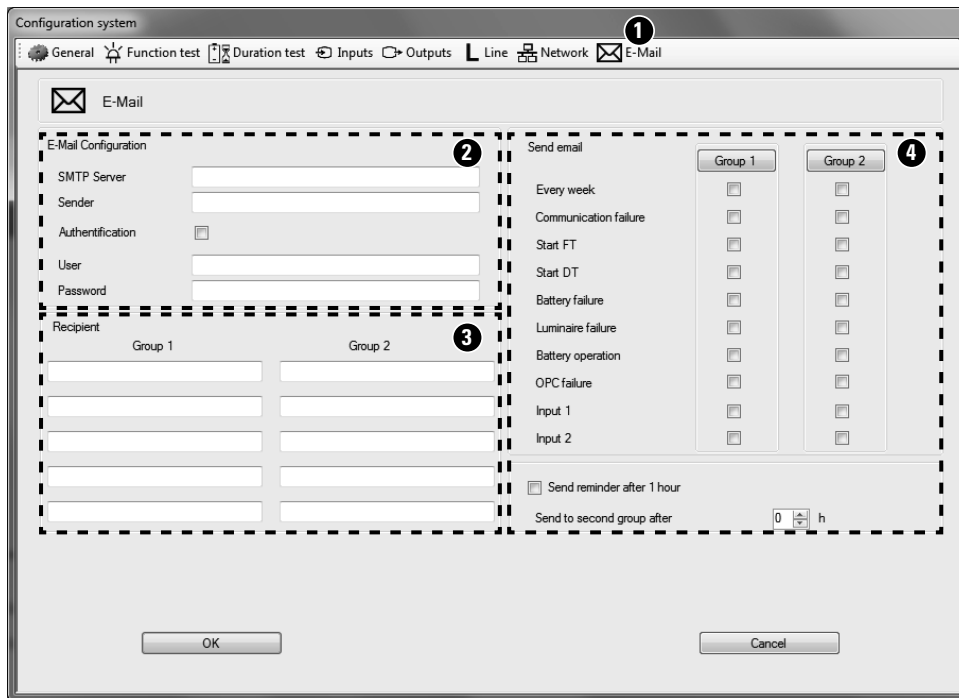 Configuration system
1
General Function test Duration test Inputs Outputs L Line Network E-Mail
E-Mail
E-Mail Configuration
2
SMTP Server
Sender
Authentification
User
Password
Recipient
3
Group 1 Group 2
Send email
Group 1 Group 2
4
Every week
Communication failure
Start FT
Start DT
Battery failure
Luminaire failure
Battery operation
OPC failure
Input 1
Input 2
Send reminder after 1 hour
Send to second group after 0 h
OK Cancel